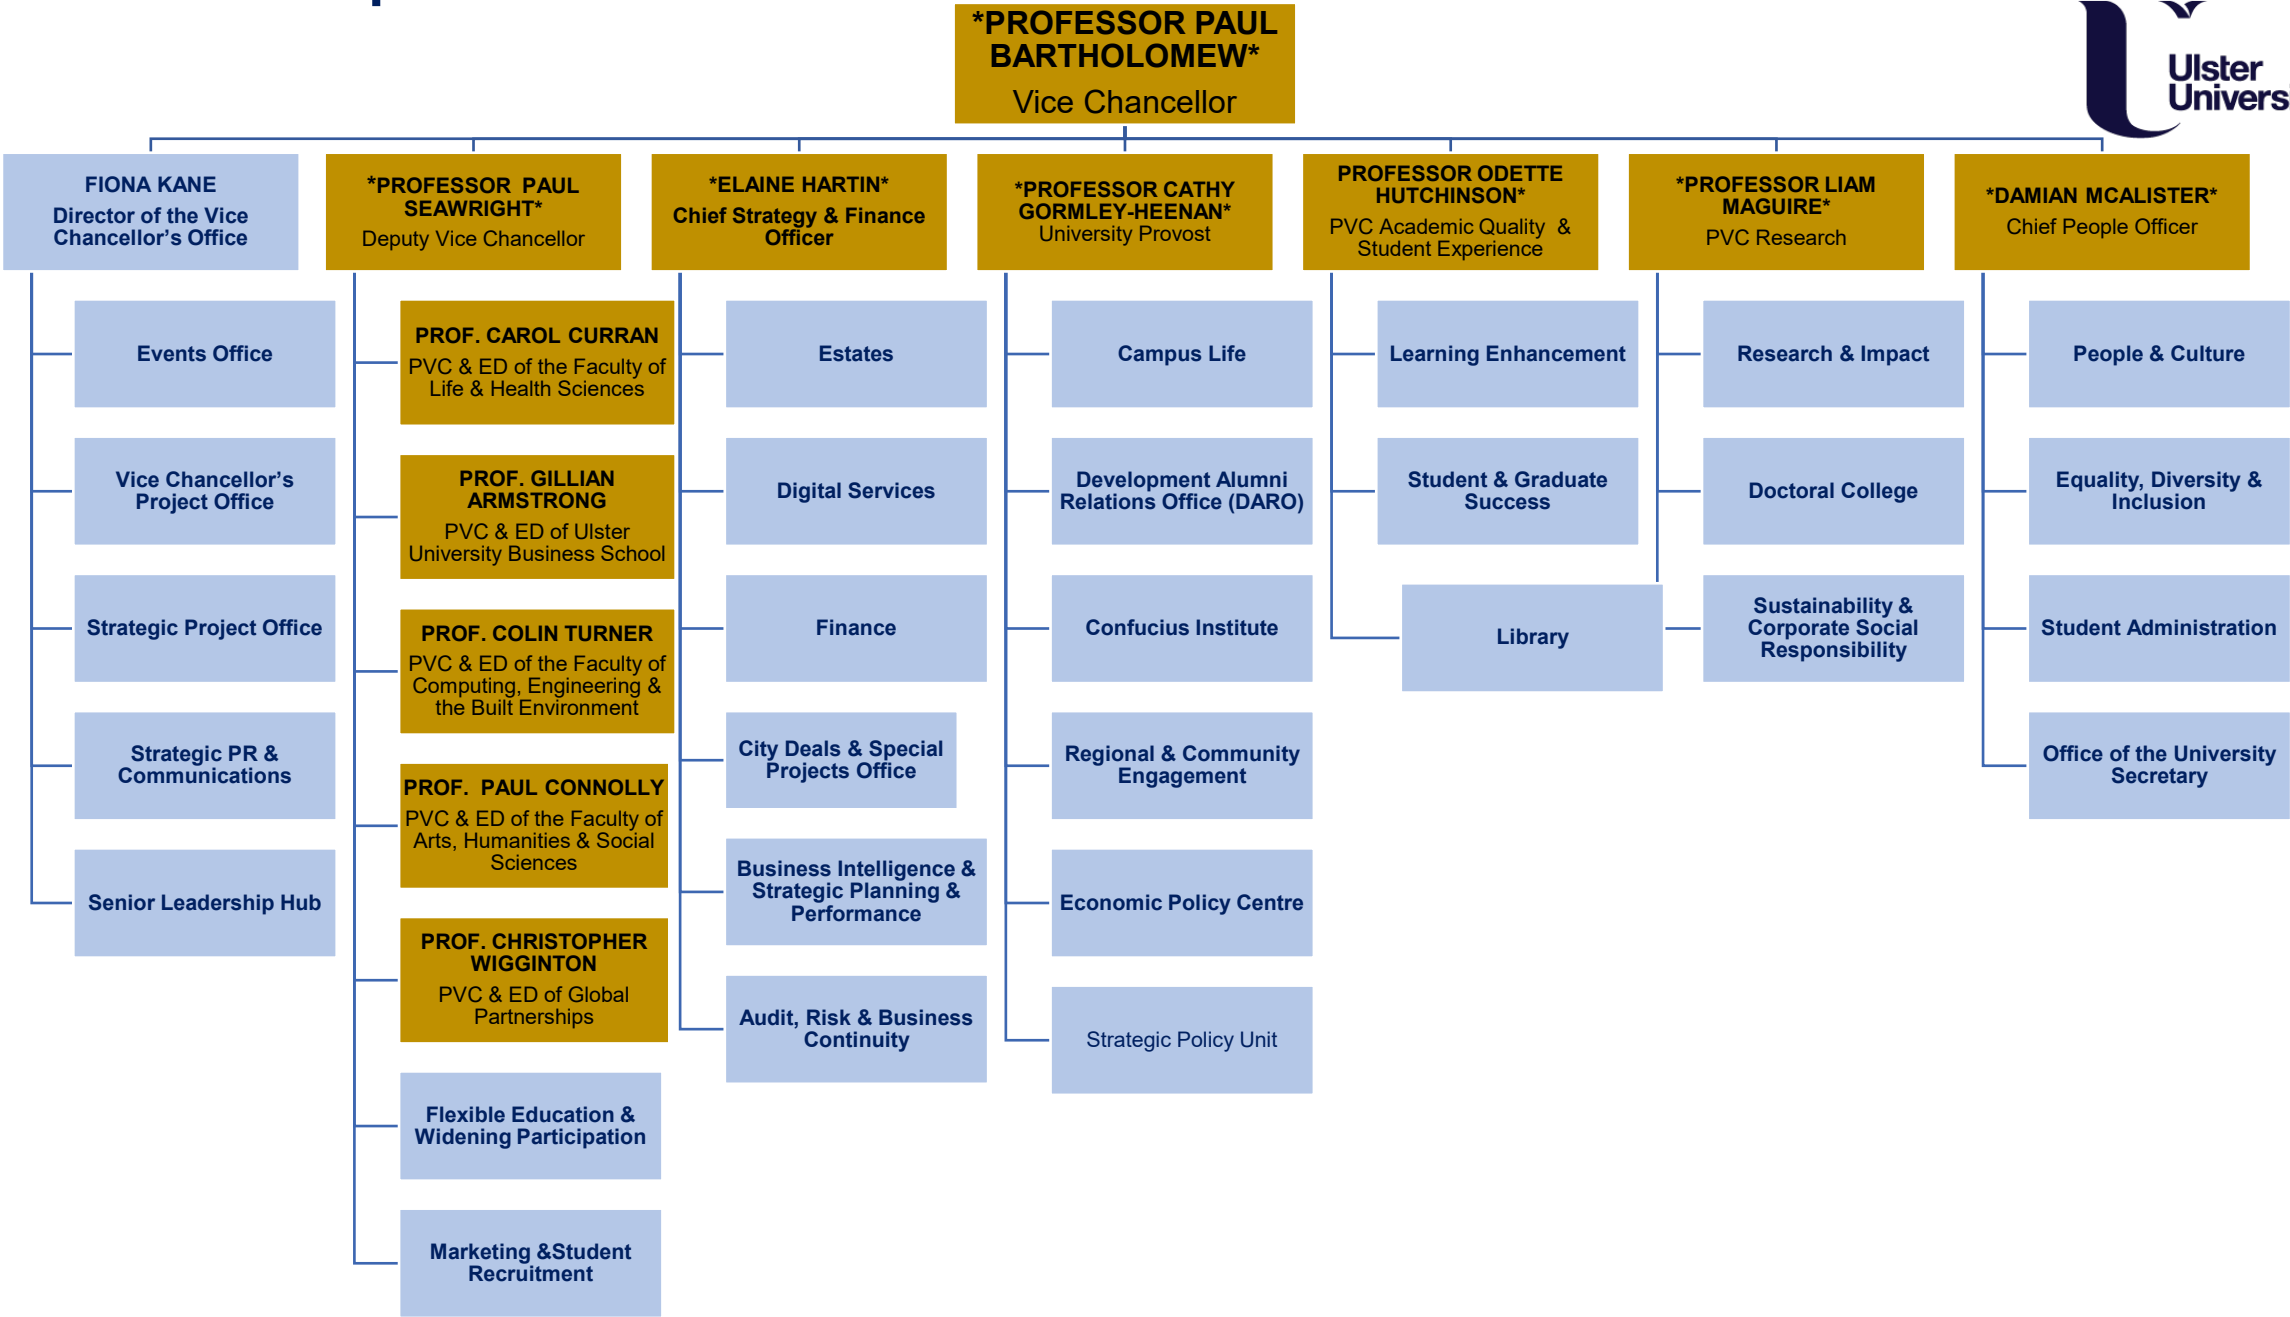 *PROFESSOR PAUL
BARTHOLOMEW*
Vice Chancellor
Ulster
Univers
FIONA KANE
Director of the Vice
Chancellor's Office
*PROFESSOR PAUL
SEAWRIGHT*
Deputy Vice Chancellor
*ELAINE HARTIN*
Chief Strategy & Finance
Officer
*PROFESSOR CATHY
GORMLEY-HEENAN*
University Provost
PROFESSOR ODETTE
HUTCHINSON*
PVC Academic Quality &
Student Experience
*PROFESSOR LIAM
MAGUIRE*
PVC Research
*DAMIAN MCALISTER*
Chief People Officer
Events Office
Vice Chancellor's
Project Office
Strategic Project Office
Strategic PR &
Communications
Senior Leadership Hub
PROF. CAROL CURRAN
PVC & ED of the Faculty of
Life & Health Sciences
PROF. GILLIAN
ARMSTRONG
PVC & ED of Ulster
University Business School
PROF. COLIN TURNER
PVC & ED of the Faculty of
Computing, Engineering &
the Built Environment
PROF. PAUL CONNOLLY
PVC & ED of the Faculty of
Arts, Humanities & Social
Sciences
PROF. CHRISTOPHER
WIGGINTON
PVC & ED of Global
Partnerships
Flexible Education &
Widening Participation
Marketing &Student
Recruitment
Estates
Digital Services
Finance
City Deals & Special
Projects Office
Business Intelligence &
Strategic Planning &
Performance
Audit, Risk & Business
Continuity
Campus Life
Development Alumni
Relations Office (DARO)
Confucius Institute
Regional & Community
Engagement
Economic Policy Centre
Strategic Policy Unit
Learning Enhancement
Student & Graduate
Success
Library
Research & Impact
Doctoral College
Sustainability &
Corporate Social
Responsibility
People & Culture
Equality, Diversity &
Inclusion
Student Administration
Office of the University
Secretary